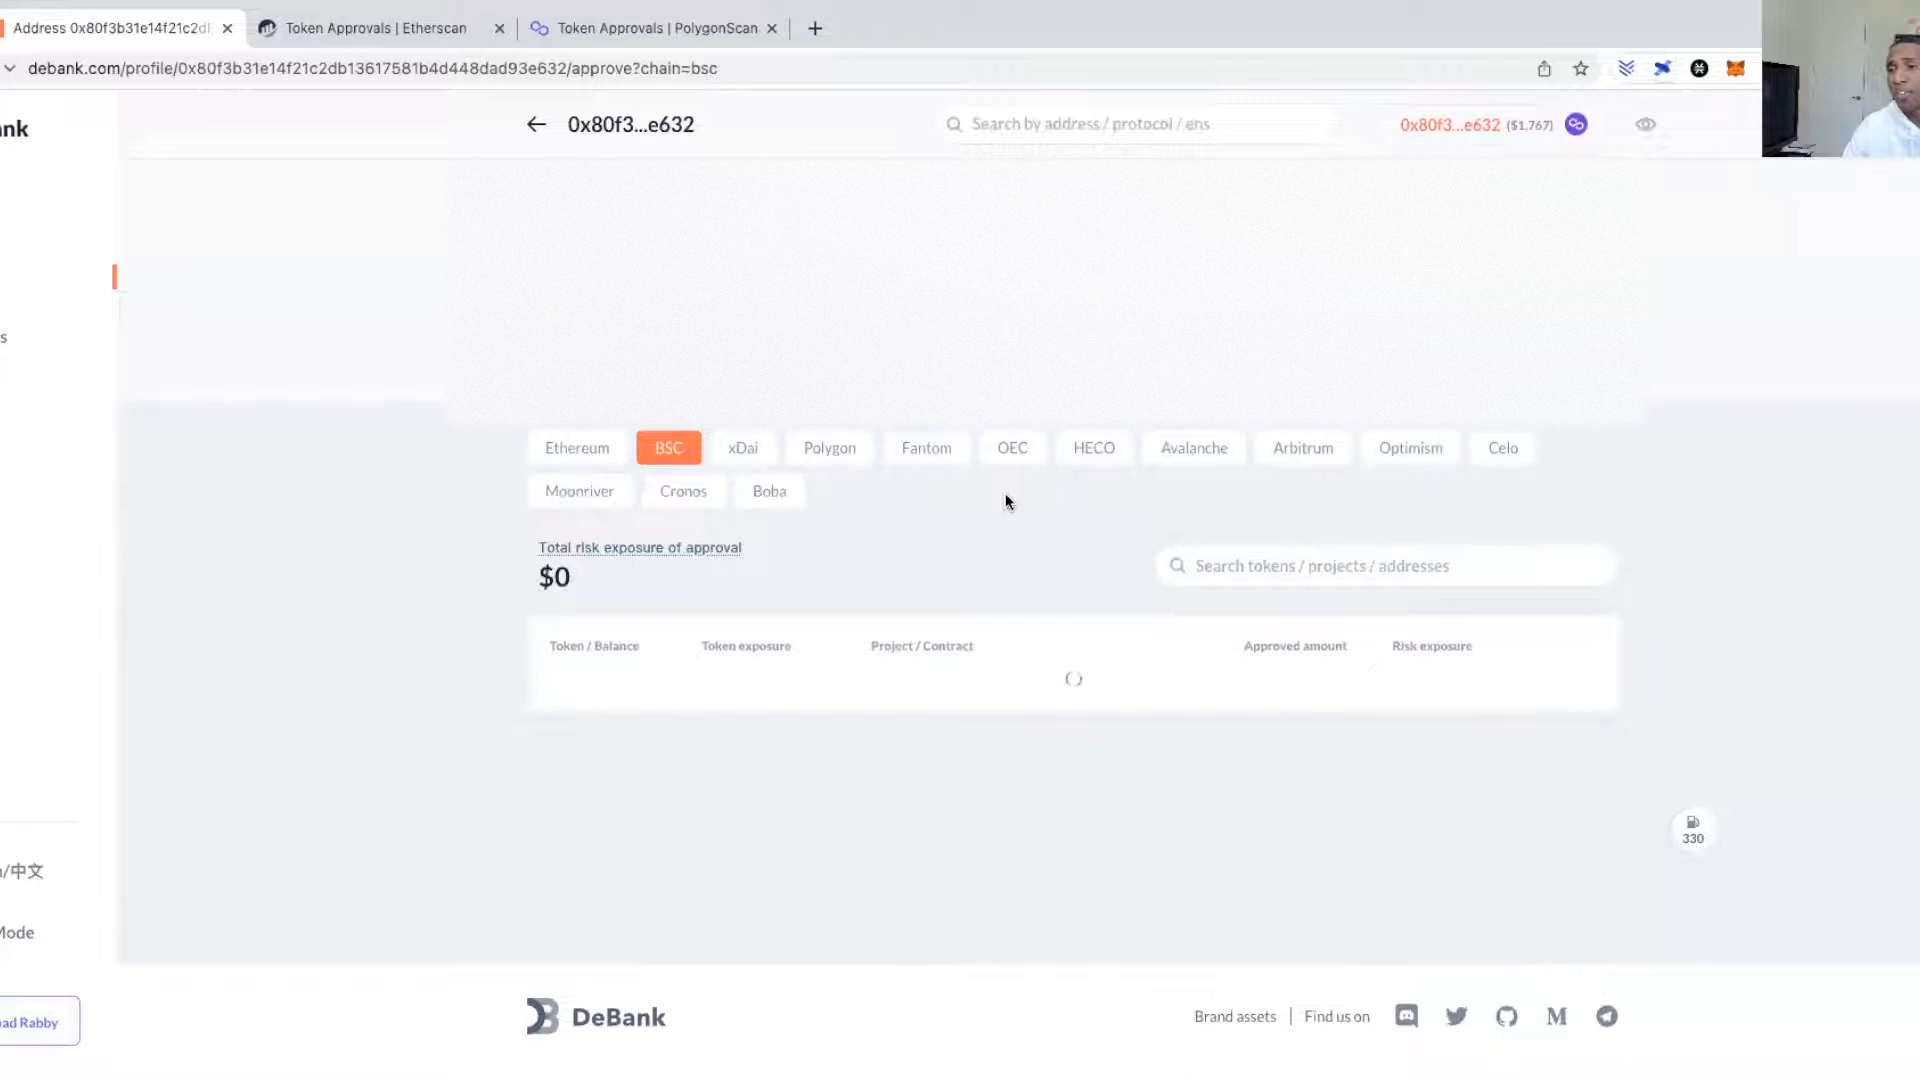 Address 0x80f3b31e14f21c2d
Token Approvals | Etherscan
Token Approvals | PolygonScan
debank.com/profile/0x80f3b31e14f21c2db13617581b4d448dad93e632/approve?chain=bsc
nk
0x80f3...e632
Search by address / protocol / ens
0x80f3...e632 ($1,767)
s
Ethereum BSC xDai Polygon Fantom OEC HECO Avalanche Arbitrum Optimism Celo
Moonriver Cronos Boba
Total risk exposure of approval
$0
Search tokens / projects / addresses
Token / Balance Token exposure Project / Contract Approved amount Risk exposure
330
/中文
Mode
ad Rabby
DeBank
Brand assets | Find us on